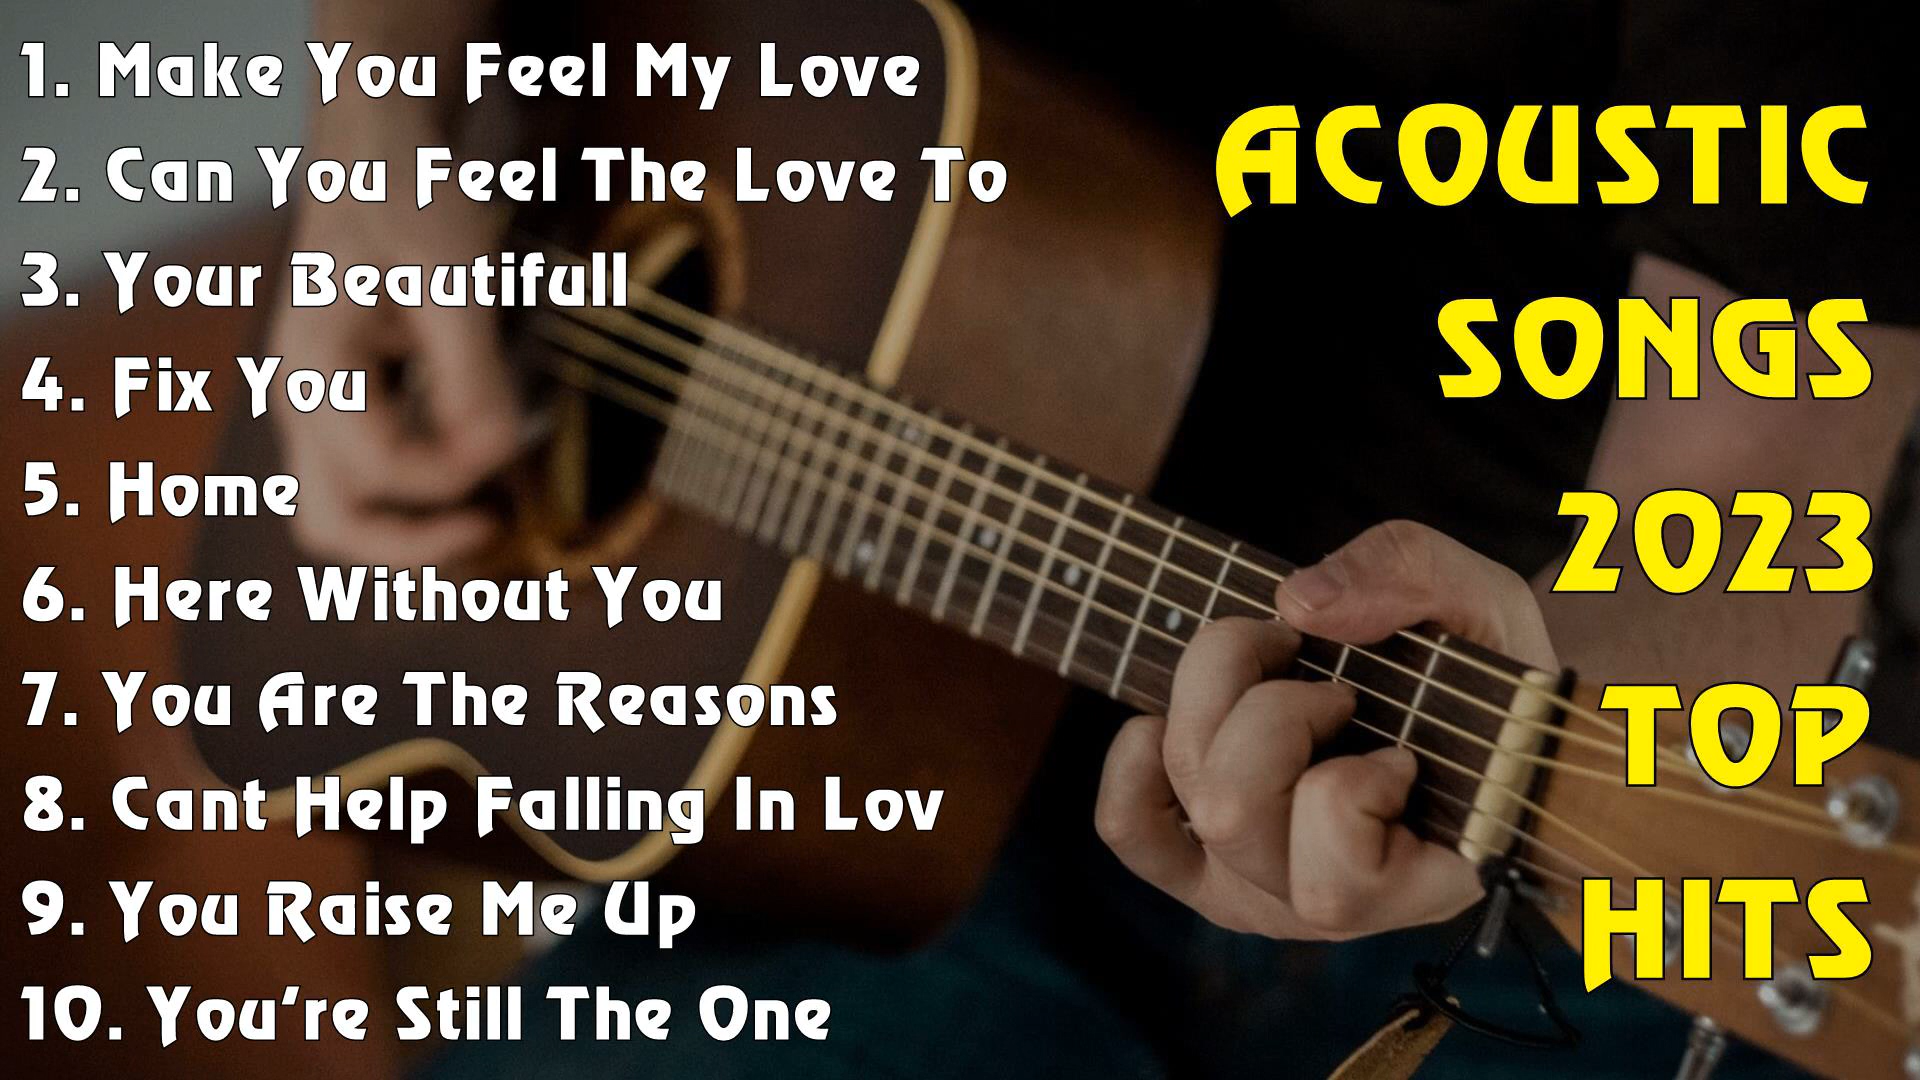 1. Make You Feel My Love
2. Can You Feel The Love To
3. Your Beautifull
4. Fix You
5. Home
6. Here Without You
7. You Are The Reasons
8. Cant Help Falling In Lov
9. You Raise Me Up
10. You're Still The One
ACOUSTIC
SONGS
2023
TOP
HITS